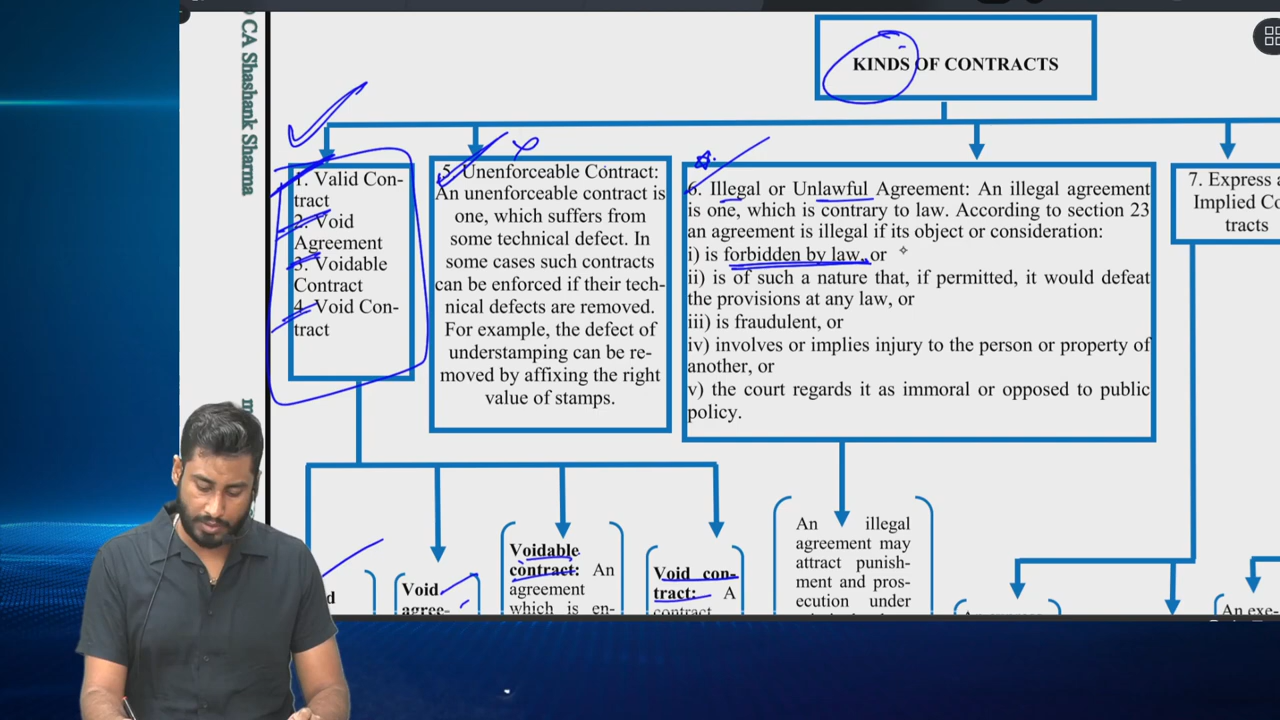 CA Shashank Sharma
KINDS OF CONTRACTS
1. Valid Con-
tract
2. Void
Agreement
3. Voidable
Contract
4. Void Con-
tract
5. Unenforceable Contract:
An unenforceable contract is
one, which suffers from
some technical defect. In
some cases such contracts
can be enforced if their tech-
nical defects are removed.
For example, the defect of
understamping can be re-
moved by affixing the right
value of stamps.
6. Illegal or Unlawful Agreement: An illegal agreement
is one, which is contrary to law. According to section 23
an agreement is illegal if its object or consideration:
i) is forbidden by law, or
ii) is of such a nature that, if permitted, it would defeat
the provisions at any law, or
iii) is fraudulent, or
iv) involves or implies injury to the person or property of
another, or
v) the court regards it as immoral or opposed to public
policy.
7. Express a
Implied Co
tracts
d
Void
agree-
Voidable
contract: An
agreement
which is en-
Void con-
tract: A
contract
An illegal
agreement may
attract punish-
ment and pros-
ecution under
An exe-